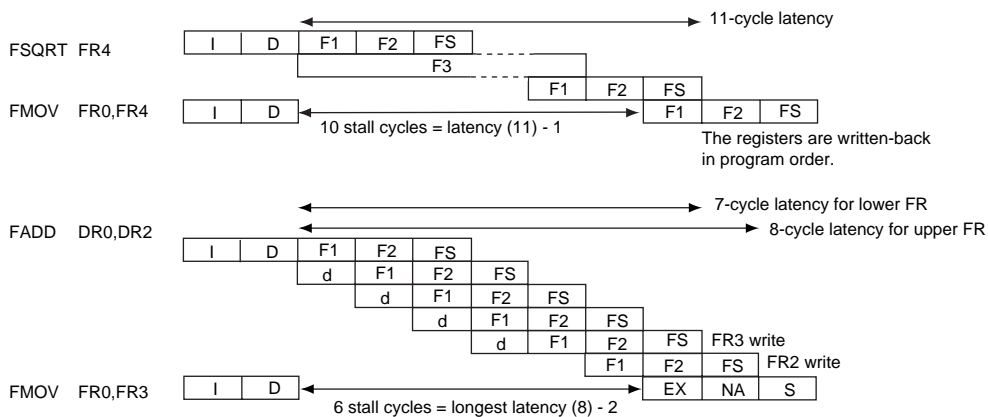 11-cycle latency
FSQRT FR4 I D F1 F2 FS
F3
F1 F2 FS
FMOV FR0,FR4 I D F1 F2 FS
10 stall cycles = latency (11) - 1
The registers are written-back
in program order.
7-cycle latency for lower FR
8-cycle latency for upper FR
FADD DR0,DR2 I D F1 F2 FS
d F1 F2 FS
d F1 F2 FS
d F1 F2 FS
d F1 F2 FS FR3 write
F1 F2 FS FR2 write
FMOV FR0,FR3 I D EX NA S
6 stall cycles = longest latency (8) - 2